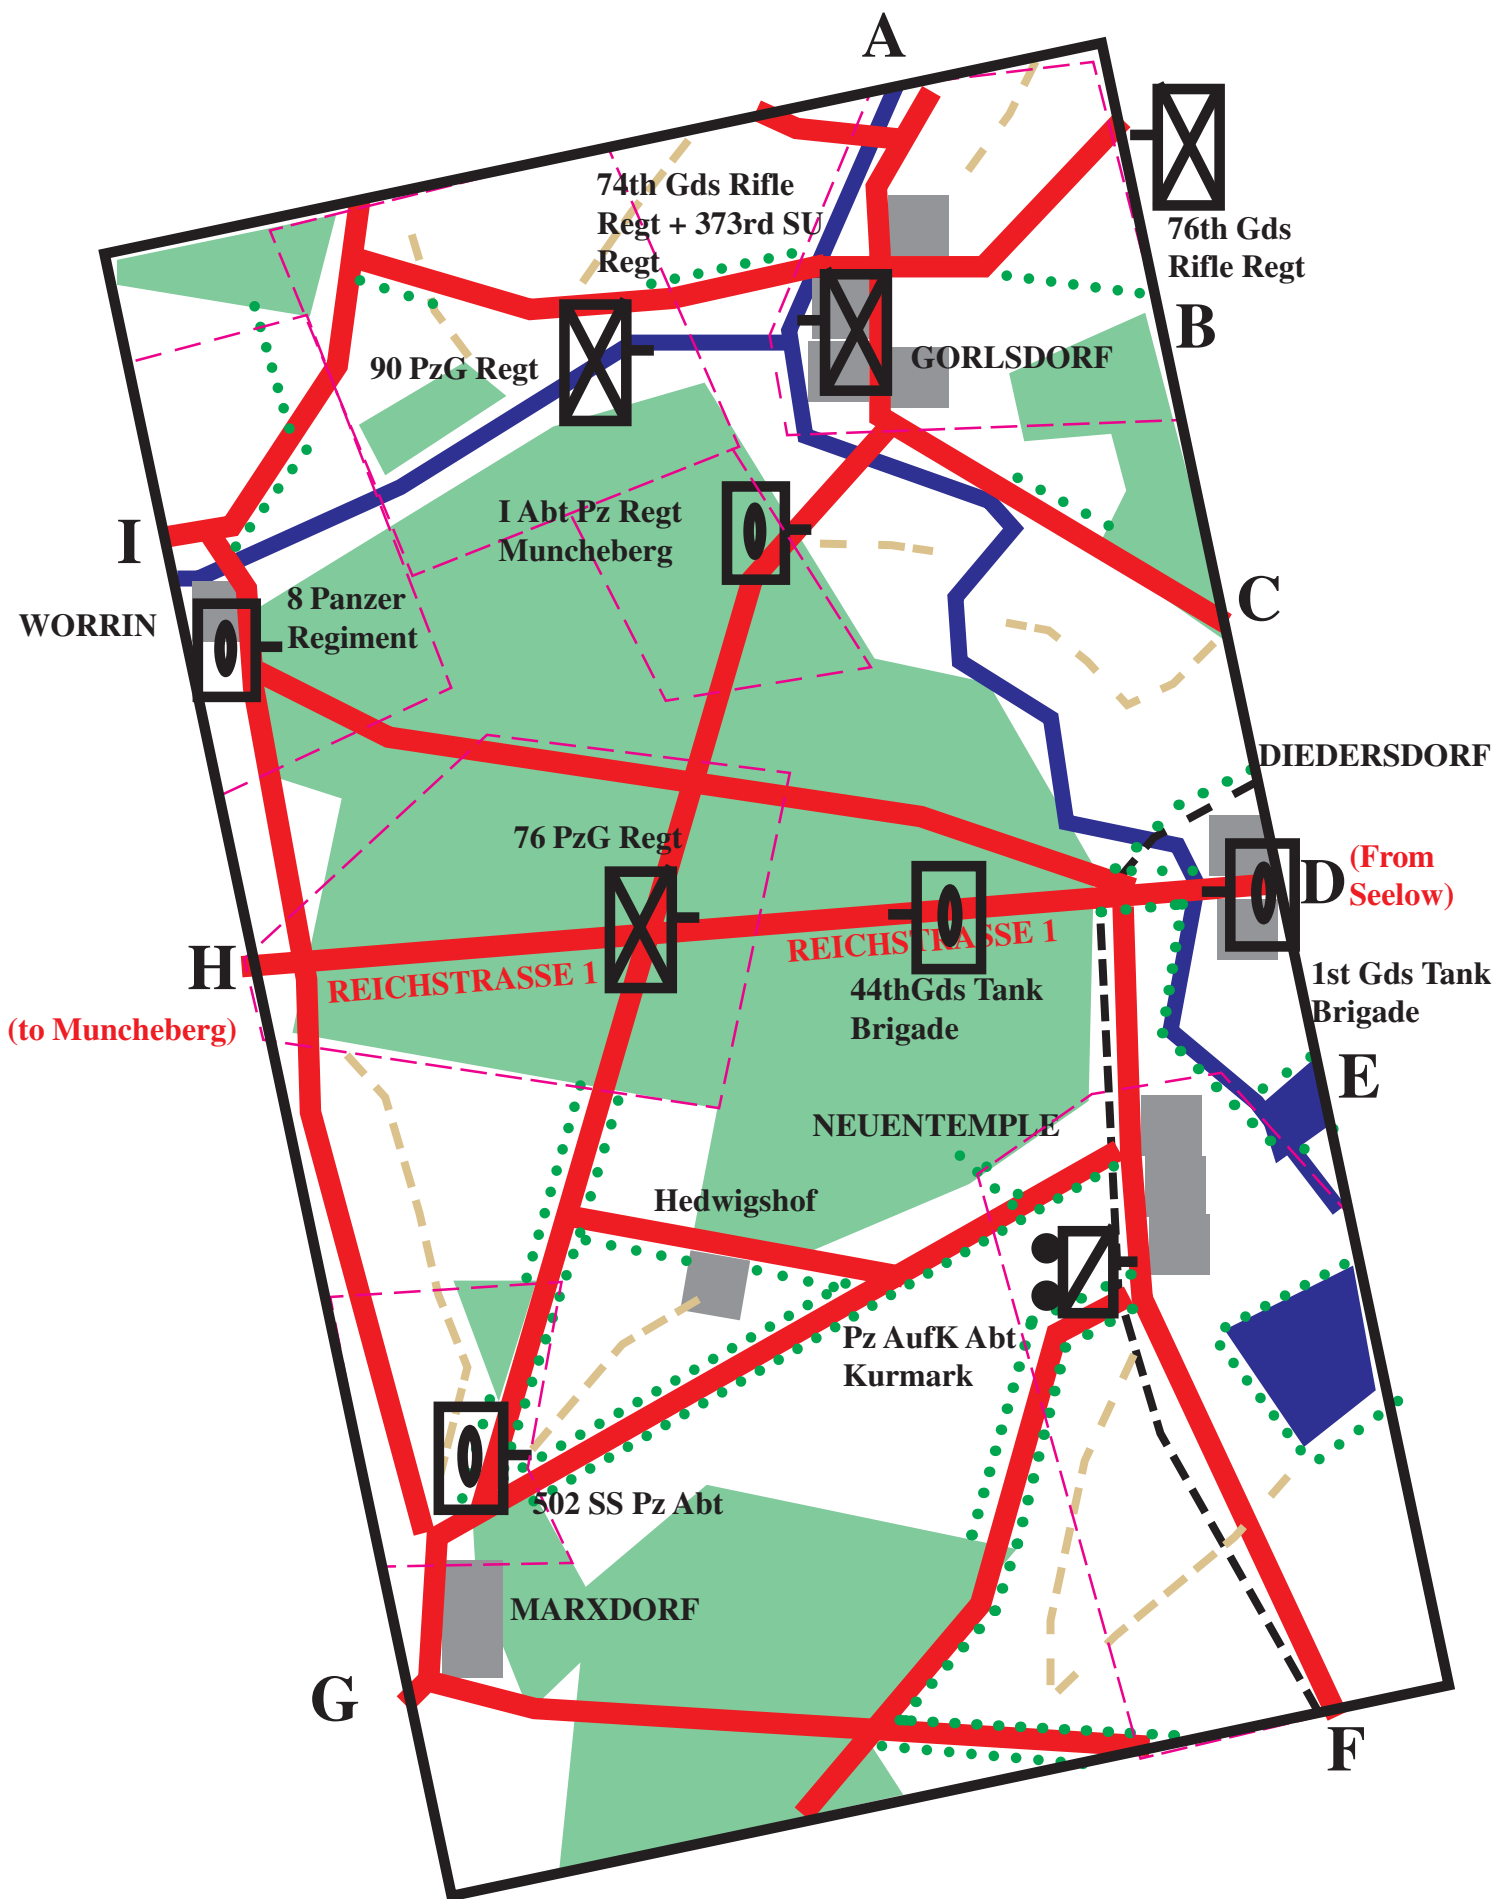 A
74th Gds Rifle
Regt + 373rd SU
Regt
76th Gds
Rifle Regt
B
GORLSDORF
90 PzG Regt
I Abt Pz Regt
Muncheberg
I
C
8 Panzer
Regiment
WORRIN
DIEDERSDORF
76 PzG Regt
D
(From
Seelow)
REICHSTRASSE 1
H
REICHSTRASSE 1
44thGds Tank
Brigade
1st Gds Tank
Brigade
(to Muncheberg)
E
NEUENTEMPLE
Hedwigshof
Pz AufK Abt
Kurmark
502 SS Pz Abt
MARXDORF
G
F